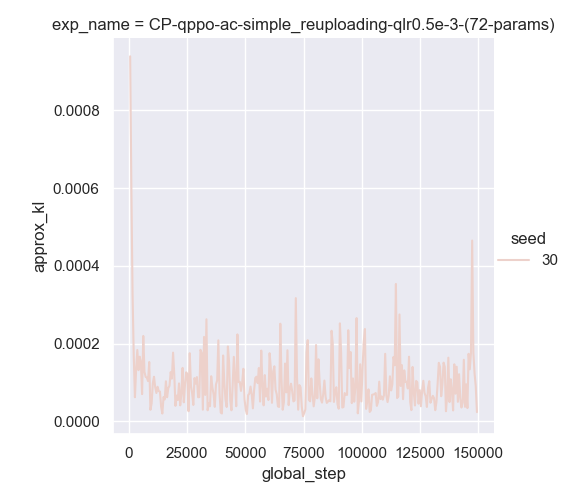 exp_name = CP-qppo-ac-simple_reuploading-qlr0.5e-3-(72-params)
0.0008
0.0006
0.0004
0.0002
0.0000
approx_kl
0 25000 50000 75000 100000 125000 150000
global_step
seed
30